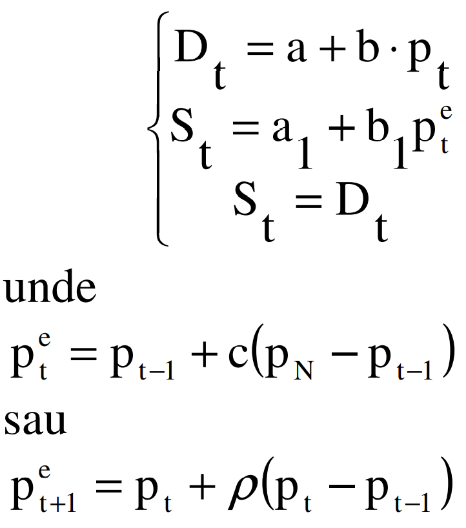 D_t = a + b · p_t
S_t = a_1 + b_1 p_t^e
S_t = D_t
unde
p_t^e = p_{t-1} + c(p_N − p_{t-1})
sau
p_{t+1}^e = p_t + ρ(p_t − p_{t-1})